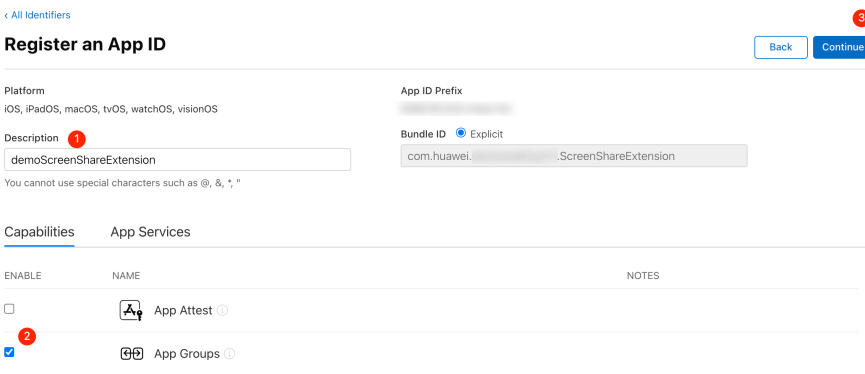 ‹ All Identifiers
3
Register an App ID
Back
Continue
Platform
App ID Prefix
iOS, iPadOS, macOS, tvOS, watchOS, visionOS
Description 1
Bundle ID Explicit
demoScreenShareExtension
com.huawei. .ScreenShareExtension
You cannot use special characters such as @, &, *, "
Capabilities App Services
ENABLE NAME NOTES
App Attest
2
App Groups